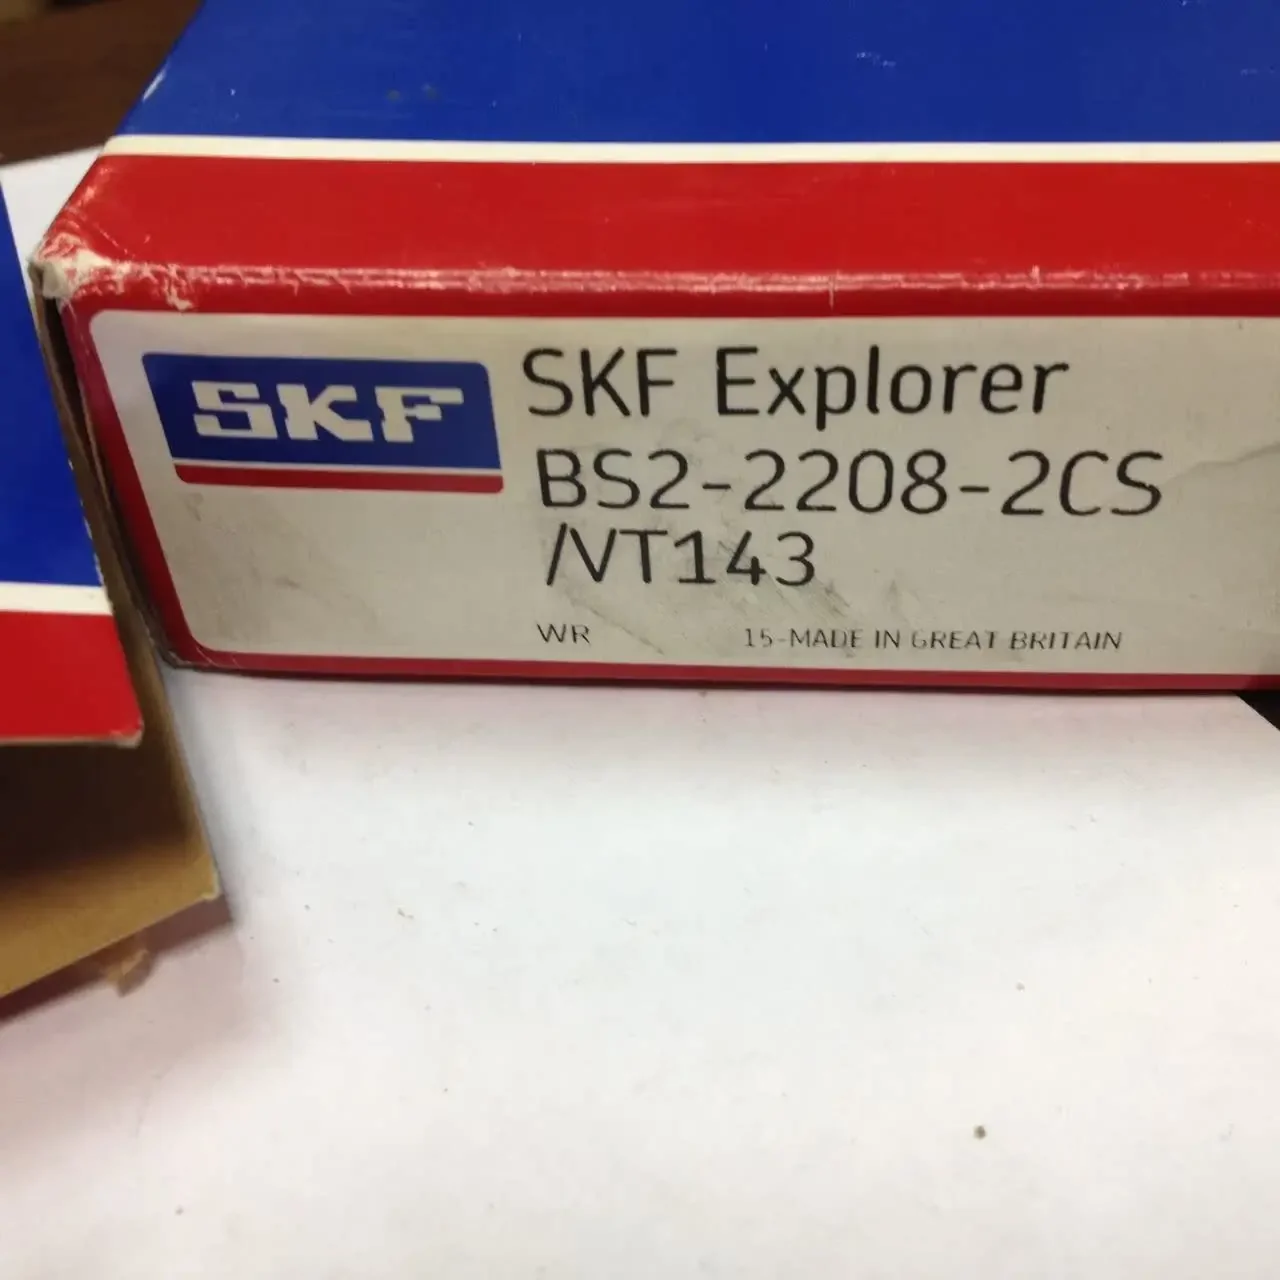 SKF
SKF Explorer
BS2-2208-2CS
/VT143
WR 15-MADE IN GREAT BRITAIN